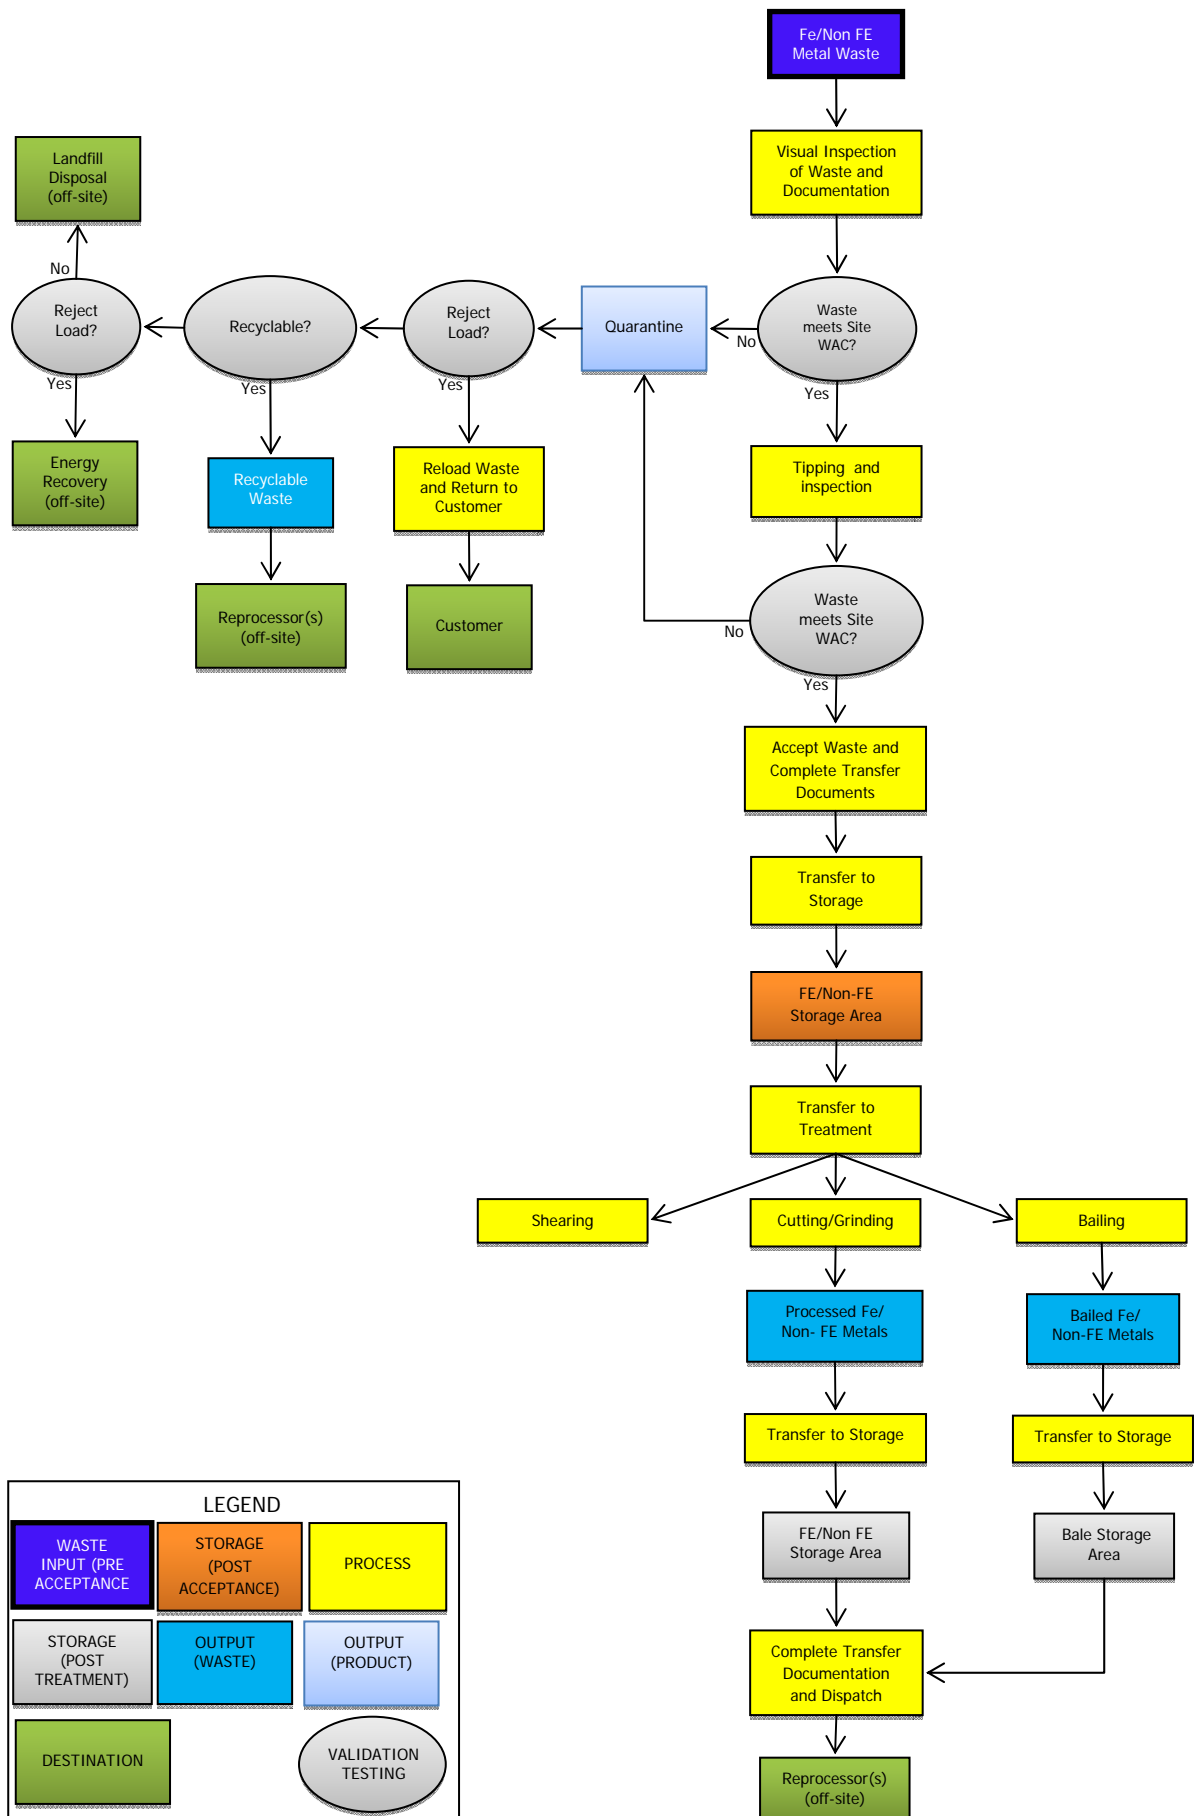 Fe/Non FE
Metal Waste
Visual Inspection
of Waste and
Documentation
Landfill
Disposal
(off-site)
No
Reject
Load?
Yes
Recyclable?
Yes
Reject
Load?
Yes
Quarantine
No
Waste
meets Site
WAC?
Yes
Energy
Recovery
(off-site)
Recyclable
Waste
Reload Waste
and Return to
Customer
Tipping and
inspection
Reprocessor(s)
(off-site)
Customer
No
Waste
meets Site
WAC?
Yes
Accept Waste and
Complete Transfer
Documents
Transfer to
Storage
FE/Non-FE
Storage Area
Transfer to
Treatment
Shearing
Cutting/Grinding
Bailing
Processed Fe/
Non- FE Metals
Bailed Fe/
Non-FE Metals
Transfer to Storage
Transfer to Storage
FE/Non FE
Storage Area
Bale Storage
Area
Complete Transfer
Documentation
and Dispatch
Reprocessor(s)
(off-site)
LEGEND
WASTE
INPUT (PRE
ACCEPTANCE
STORAGE
(POST
ACCEPTANCE)
PROCESS
STORAGE
(POST
TREATMENT)
OUTPUT
(WASTE)
OUTPUT
(PRODUCT)
DESTINATION
VALIDATION
TESTING